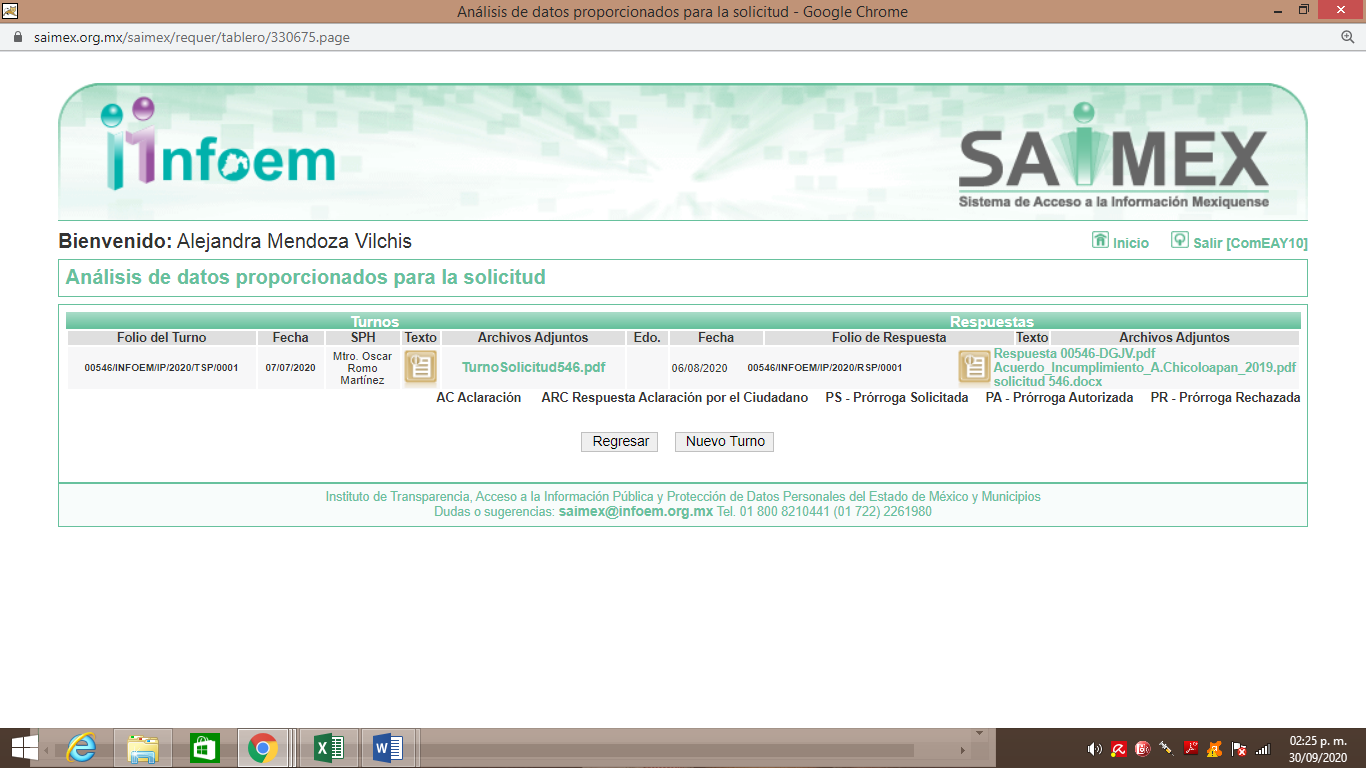 Análisis de datos proporcionados para la solicitud - Google Chrome
saimex.org.mx/saimex/requer/tablero/330675.page
infoem
SAIMEX
Sistema de Acceso a la Información Mexiquense
Bienvenido: Alejandra Mendoza Vilchis
Inicio Salir [ComEAY10]
Análisis de datos proporcionados para la solicitud
Turnos Respuestas
Folio del Turno Fecha SPH Texto Archivos Adjuntos Edo. Fecha Folio de Respuesta Texto Archivos Adjuntos
00546/INFOEM/IP/2020/TSP/0001 07/07/2020 Mtro. Oscar Romo Martínez TurnoSolicitud546.pdf 06/08/2020 00546/INFOEM/IP/2020/RSP/0001
Respuesta 00546-DGJV.pdf
Acuerdo_Incumplimiento_A.Chicoloapan_2019.pdf
solicitud 546.docx
AC Aclaración ARC Respuesta Aclaración por el Ciudadano PS - Prórroga Solicitada PA - Prórroga Autorizada PR - Prórroga Rechazada
Regresar Nuevo Turno
Instituto de Transparencia, Acceso a la Información Pública y Protección de Datos Personales del Estado de México y Municipios
Dudas o sugerencias: saimex@infoem.org.mx Tel. 01 800 8210441 (01 722) 2261980
02:25 p. m.
30/09/2020